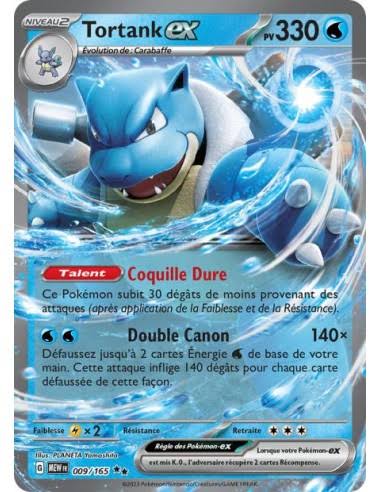 NIVEAU 2
Tortank ex
PV 330
Évolution de : Carabaffe
Talent Coquille Dure
Ce Pokémon subit 30 dégâts de moins provenant des
attaques (après application de la Faiblesse et de la Résistance).
Double Canon 140×
Défaussez jusqu'à 2 cartes Énergie de base de votre
main. Cette attaque inflige 140 dégâts pour chaque carte
défaussée de cette façon.
Faiblesse ×2 Résistance Retraite
Illus. PLANETA Yamashita
Règle des Pokémon-ex Lorsque votre Pokémon-ex
est mis K.O., l'adversaire récupère 2 cartes Récompense.
G MEW FR 009/165
©2023 Pokémon/Nintendo/Creatures/GAME FREAK